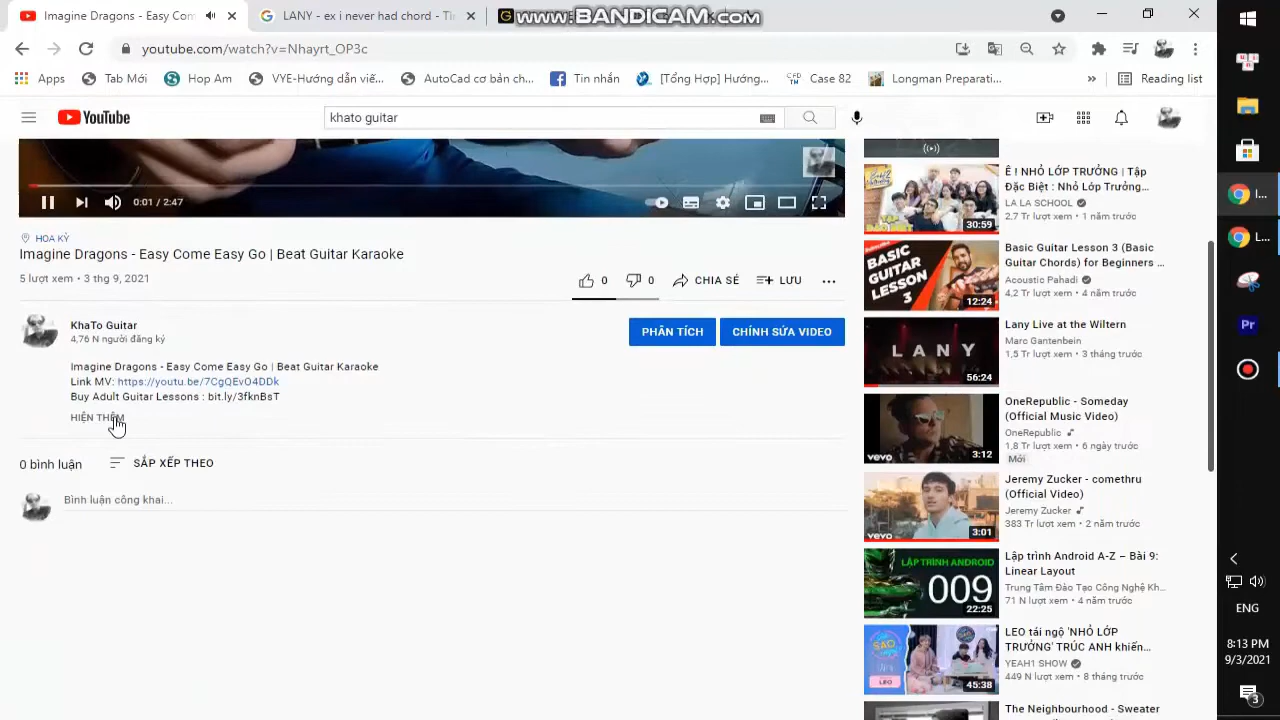 Imagine Dragons - Easy Com
LANY - ex i never had chord - T
www.BANDICAM.com
youtube.com/watch?v=Nhayrt_OP3c
Apps
Tab Mới
Hop Am
VYE-Hướng dẫn viế...
AutoCad cơ bản ch...
Tin nhắn
[Tổng Hợp] Hướng...
Case 82
Longman Preparati...
»
Reading list
YouTube
khato guitar
0:01 / 2:47
HOA KỲ
Imagine Dragons - Easy Come Easy Go | Beat Guitar Karaoke
5 lượt xem • 3 thg 9, 2021
0
0
CHIA SẺ
LƯU
KhaTo Guitar
4,76 N người đăng ký
PHÂN TÍCH
CHỈNH SỬA VIDEO
Imagine Dragons - Easy Come Easy Go | Beat Guitar Karaoke
Link MV: https://youtu.be/7CgQEvO4DDk
Buy Adult Guitar Lessons : bit.ly/3fknBsT
HIỆN THÊM
0 bình luận
SẮP XẾP THEO
Bình luận công khai...
30:59
Ê ! NHỎ LỚP TRƯỞNG | Tập
Đặc Biệt : Nhỏ Lớp Trưởng...
LA LA SCHOOL
2,7 Tr lượt xem • 1 năm trước
BASIC
GUITAR
LESSON
3
12:24
Basic Guitar Lesson 3 (Basic
Guitar Chords) for Beginners ...
Acoustic Pahadi
4,2 Tr lượt xem • 4 năm trước
LANY
56:24
Lany Live at the Wiltern
Marc Gantenbein
1,5 Tr lượt xem • 3 tháng trước
vevo
3:12
OneRepublic - Someday
(Official Music Video)
OneRepublic
1,8 Tr lượt xem • 6 ngày trước
Mới
vevo
3:01
Jeremy Zucker - comethru
(Official Video)
Jeremy Zucker
383 Tr lượt xem • 2 năm trước
LẬP TRÌNH ANDROID
009
22:25
Lập trình Android A-Z – Bài 9:
Linear Layout
Trung Tâm Đào Tạo Công Nghệ Kh...
71 N lượt xem • 4 năm trước
SAO
LEO
45:38
LEO tái ngộ 'NHỎ LỚP
TRƯỞNG' TRÚC ANH khiến...
YEAH1 SHOW
449 N lượt xem • 8 tháng trước
The Neighbourhood - Sweater
I...
L...
Pr
ENG
8:13 PM
9/3/2021
3